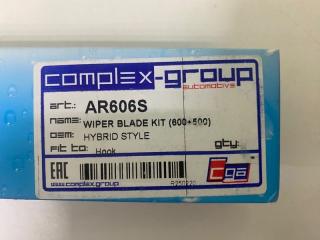 complex-group
automotive
art.: AR606S
name: WIPER BLADE KIT (600+500)
oem: HYBRID STYLE
fit to: Hook
qty:
EAC
cga
www.complex.group